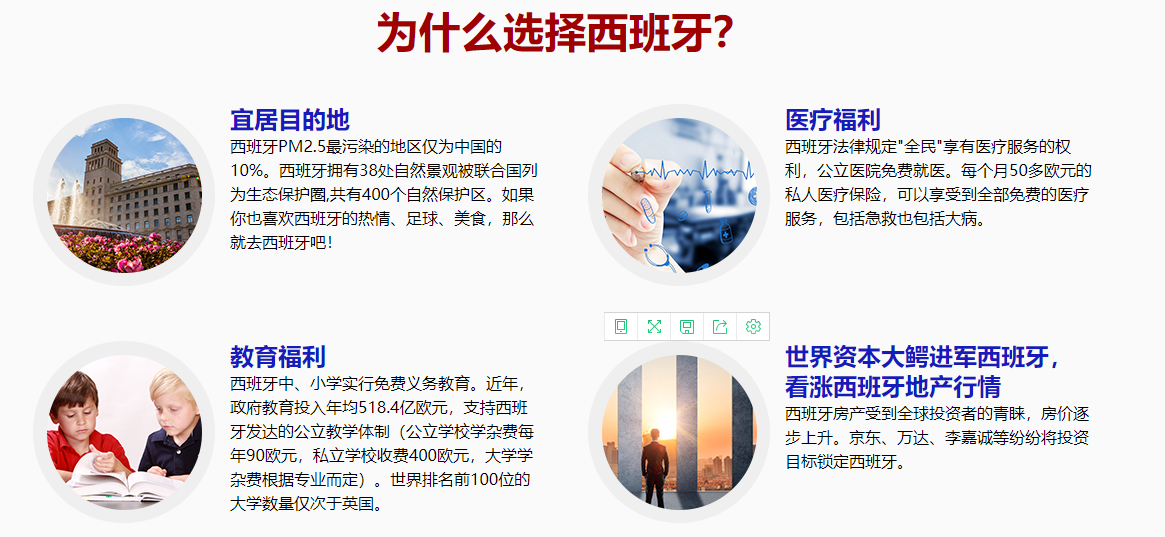 为什么选择西班牙？
宜居目的地
西班牙PM2.5最污染的地区仅为中国的
10%。西班牙拥有38处自然景观被联合国列
为生态保护圈,共有400个自然保护区。如果
你也喜欢西班牙的热情、足球、美食，那么
就去西班牙吧！
医疗福利
西班牙法律规定"全民"享有医疗服务的权
利，公立医院免费就医。每个月50多欧元的
私人医疗保险，可以享受到全部免费的医疗
服务，包括急救也包括大病。
教育福利
西班牙中、小学实行免费义务教育。近年，
政府教育投入年均518.4亿欧元，支持西班
牙发达的公立教学体制（公立学校学杂费每
年90欧元，私立学校收费400欧元，大学学
杂费根据专业而定）。世界排名前100位的
大学数量仅次于英国。
世界资本大鳄进军西班牙，
看涨西班牙地产行情
西班牙房产受到全球投资者的青睐，房价逐
步上升。京东、万达、李嘉诚等纷纷将投资
目标锁定西班牙。